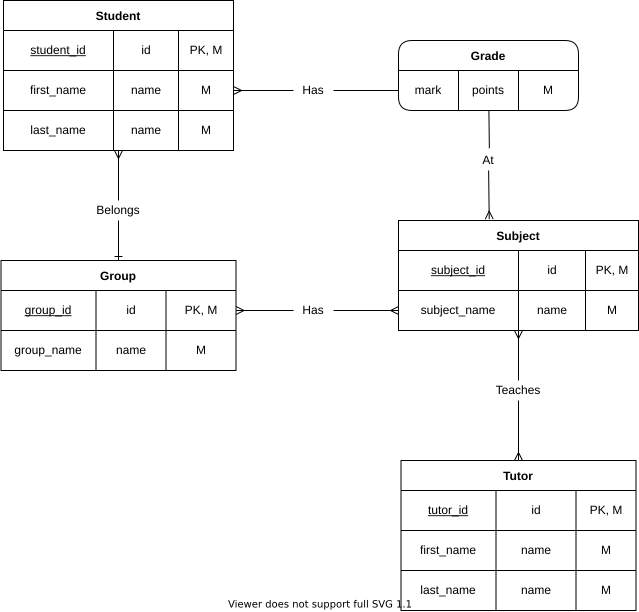 Student
student_id id PK, M
first_name name M
last_name name M
Has
Grade
mark points M
Belongs
At
Group
group_id id PK, M
group_name name M
Has
Subject
subject_id id PK, M
subject_name name M
Teaches
Tutor
tutor_id id PK, M
first_name name M
last_name name M
Viewer does not support full SVG 1.1